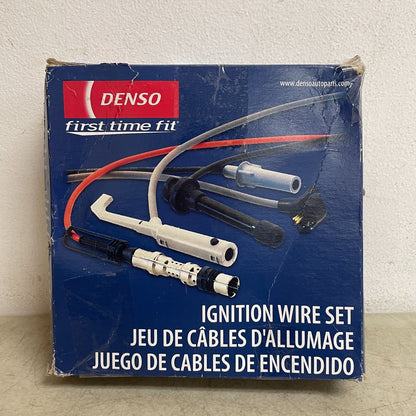 DENSO
first time fit®
www.densoautoparts.com
IGNITION WIRE SET
JEU DE CÂBLES D'ALLUMAGE
JUEGO DE CABLES DE ENCENDIDO